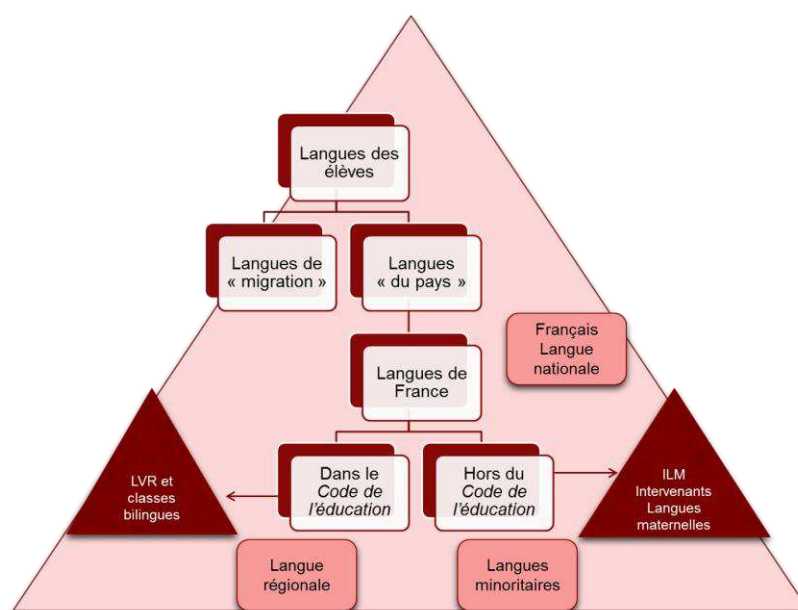 Langues des
élèves
Langues de
« migration »
Langues
« du pays »
Français
Langue
nationale
Langues de
France
LVR et
classes
bilingues
Dans le
Code de
l'éducation
Hors du
Code de
l'éducation
ILM
Intervenants
Langues
maternelles
Langue
régionale
Langues
minoritaires